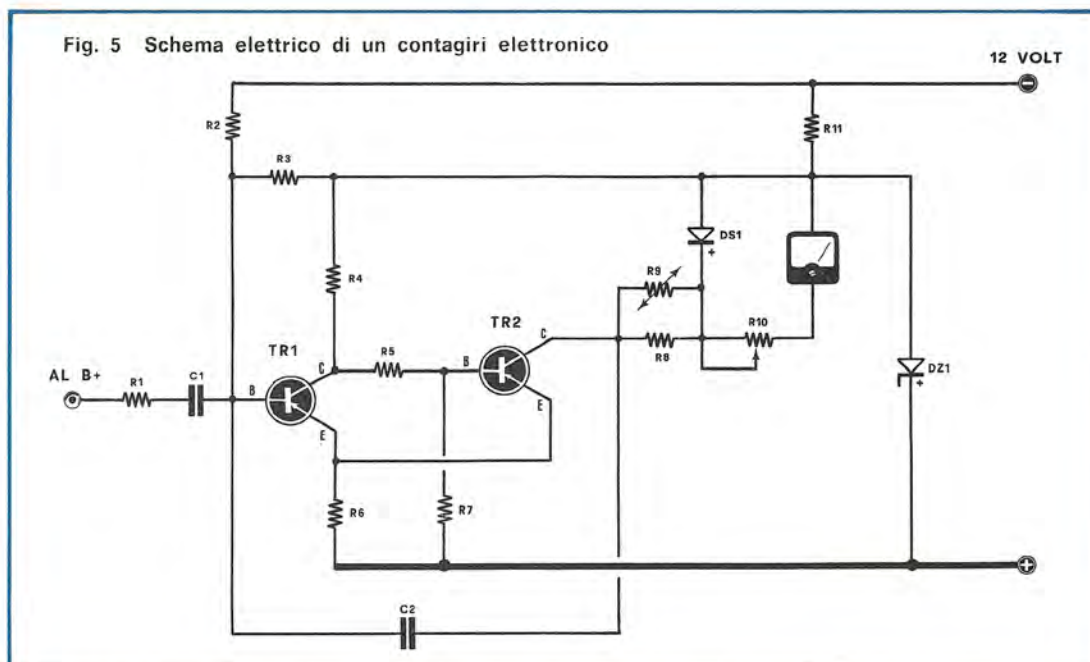 Fig. 5 Schema elettrico di un contagiri elettronico
12 VOLT
R2
R11
R3
DS1
R4
R9
TR2
R10
TR1
C
C
R5
R8
AL B+
R1
C1
B
B
DZ1
E
E
R6
R7
C2
+
+
−
+